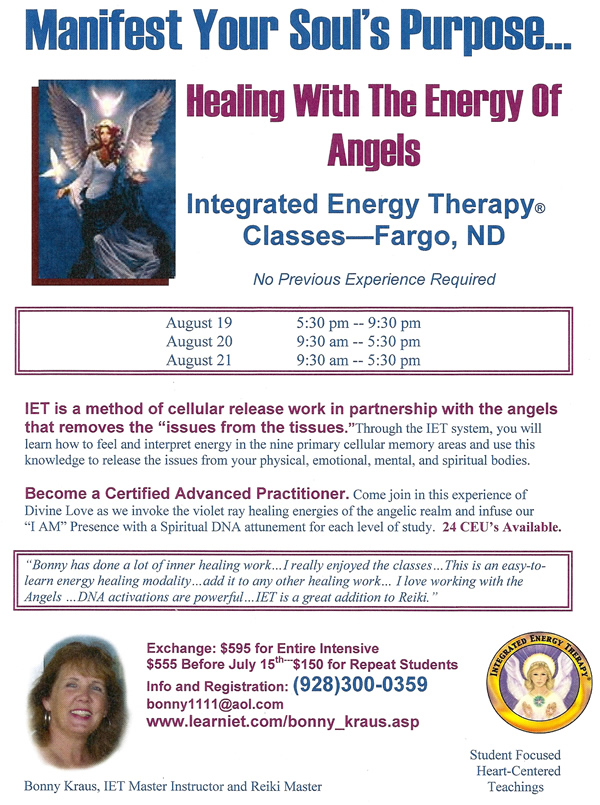 Manifest Your Soul's Purpose...
Healing With The Energy Of
Angels
Integrated Energy Therapy®
Classes—Fargo, ND
No Previous Experience Required
August 19 5:30 pm -- 9:30 pm
August 20 9:30 am -- 5:30 pm
August 21 9:30 am -- 5:30 pm
IET is a method of cellular release work in partnership with the angels
that removes the “issues from the tissues.”Through the IET system, you will
learn how to feel and interpret energy in the nine primary cellular memory areas and use this
knowledge to release the issues from your physical, emotional, mental, and spiritual bodies.
Become a Certified Advanced Practitioner. Come join in this experience of
Divine Love as we invoke the violet ray healing energies of the angelic realm and infuse our
“I AM” Presence with a Spiritual DNA attunement for each level of study. 24 CEU's Available.
“Bonny has done a lot of inner healing work…I really enjoyed the classes…This is an easy-to-
learn energy healing modality…add it to any other healing work… I love working with the
Angels …DNA activations are powerful…IET is a great addition to Reiki.”
Exchange: $595 for Entire Intensive
$555 Before July 15th---$150 for Repeat Students
Info and Registration: (928)300-0359
bonny1111@aol.com
www.learniet.com/bonny_kraus.asp
INTEGRATED ENERGY THERAPY®
Student Focused
Heart-Centered
Teachings
Bonny Kraus, IET Master Instructor and Reiki Master